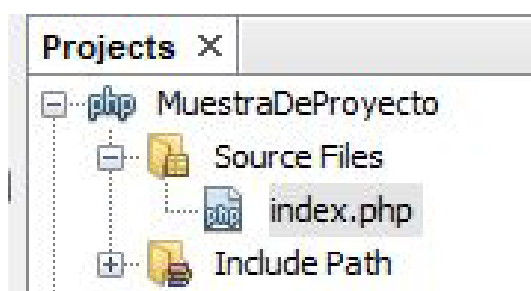 Projects
php MuestraDeProyecto
Source Files
php index.php
Include Path